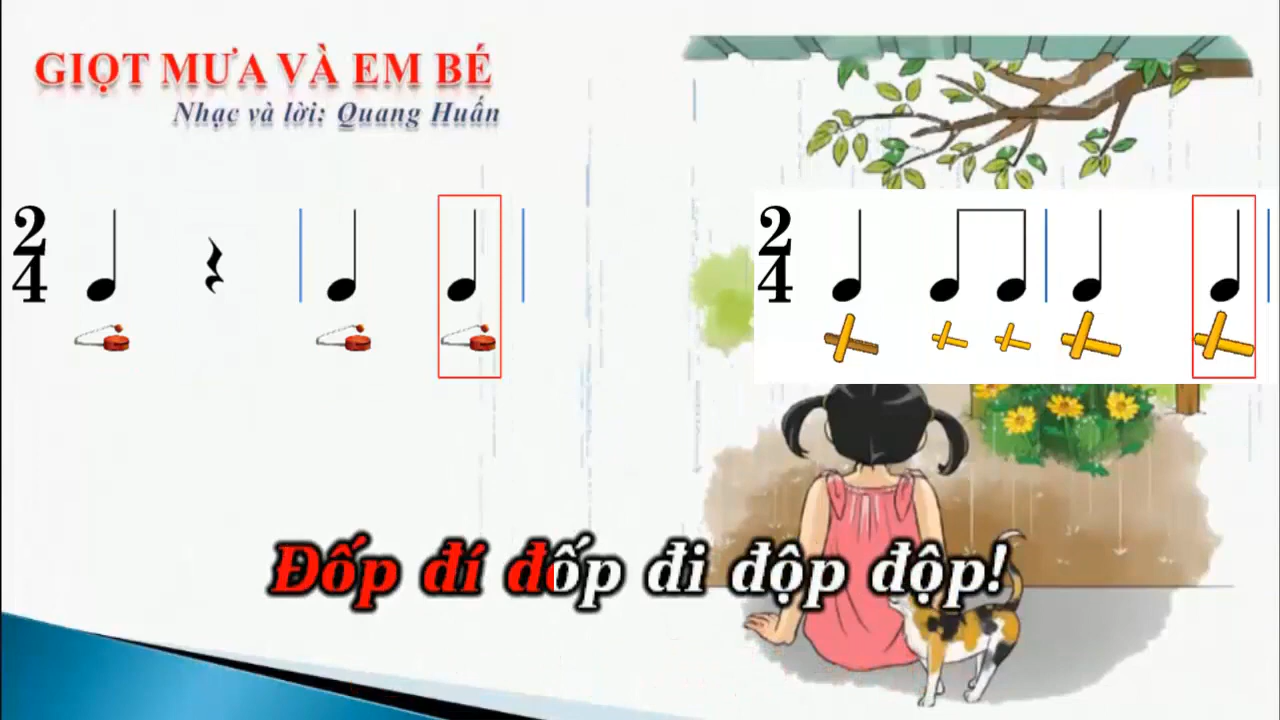 GIỌT MƯA VÀ EM BÉ
Nhạc và lời: Quang Huấn
2 2
4 4
Đốp đí đốp đi độp độp!